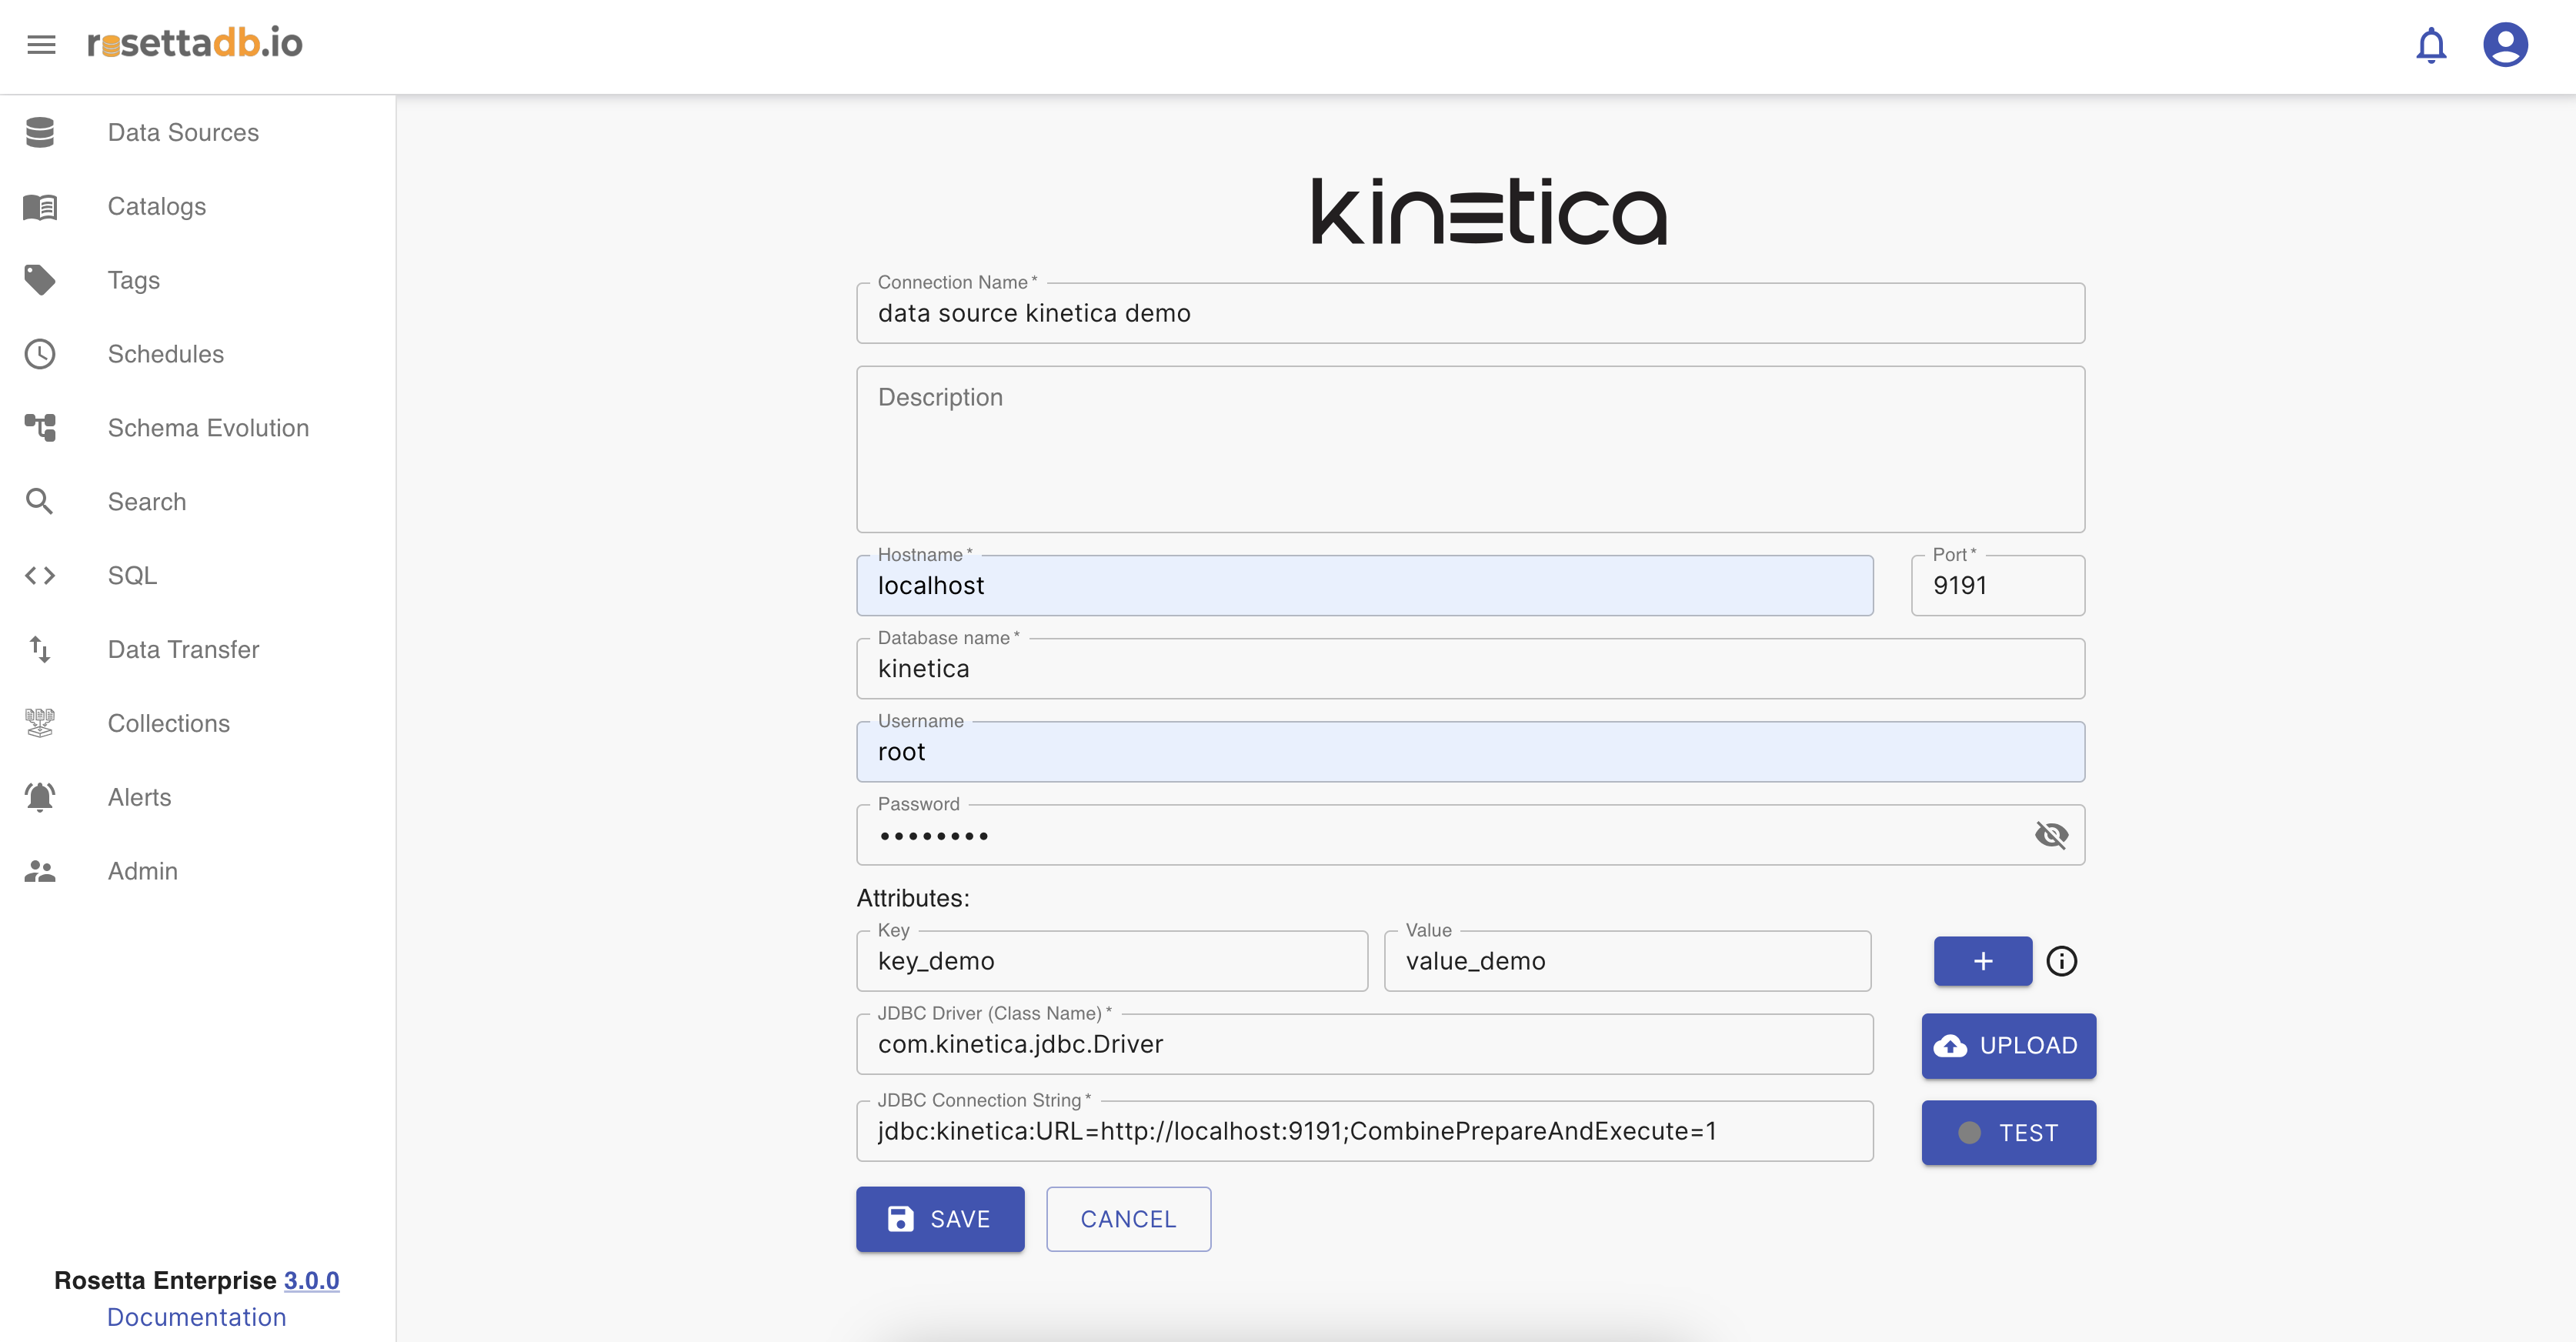 rosettadb.io
Data Sources
Catalogs
Tags
Schedules
Schema Evolution
Search
SQL
Data Transfer
Collections
Alerts
Admin
Rosetta Enterprise 3.0.0
Documentation
kinetica
Connection Name *
data source kinetica demo
Description
Hostname * Port *
localhost 9191
Database name *
kinetica
Username
root
Password
••••••••
Attributes:
Key Value
key_demo value_demo
JDBC Driver (Class Name) *
com.kinetica.jdbc.Driver UPLOAD
JDBC Connection String *
jdbc:kinetica:URL=http://localhost:9191;CombinePrepareAndExecute=1 TEST
SAVE CANCEL